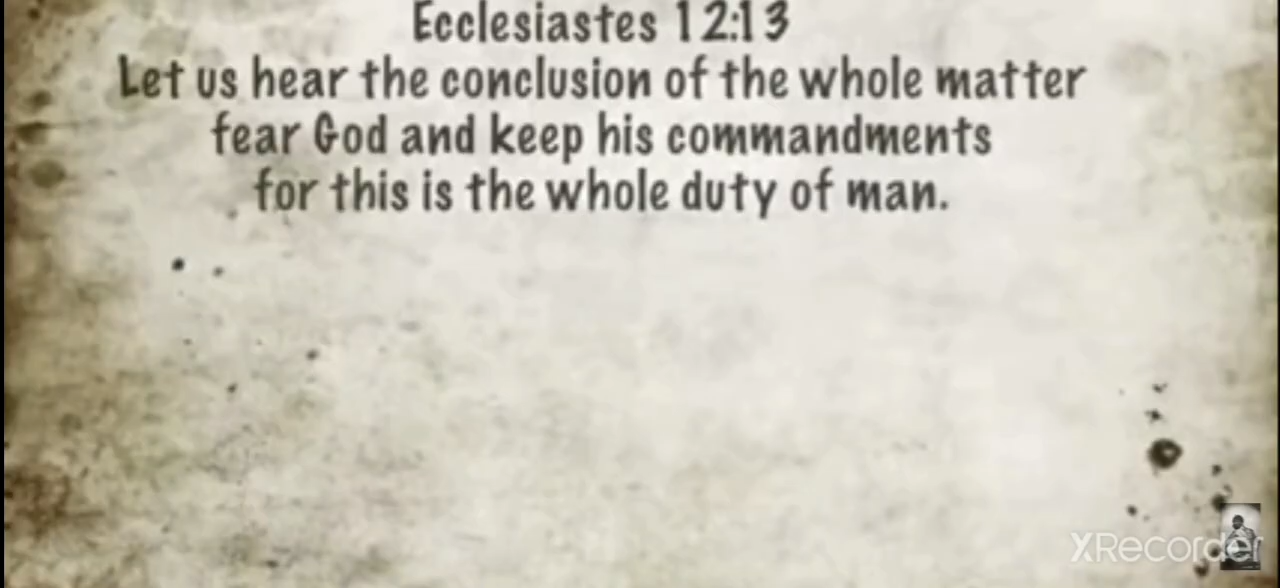 Ecclesiastes 12:13
Let us hear the conclusion of the whole matter
fear God and keep his commandments
for this is the whole duty of man.
XRecorder